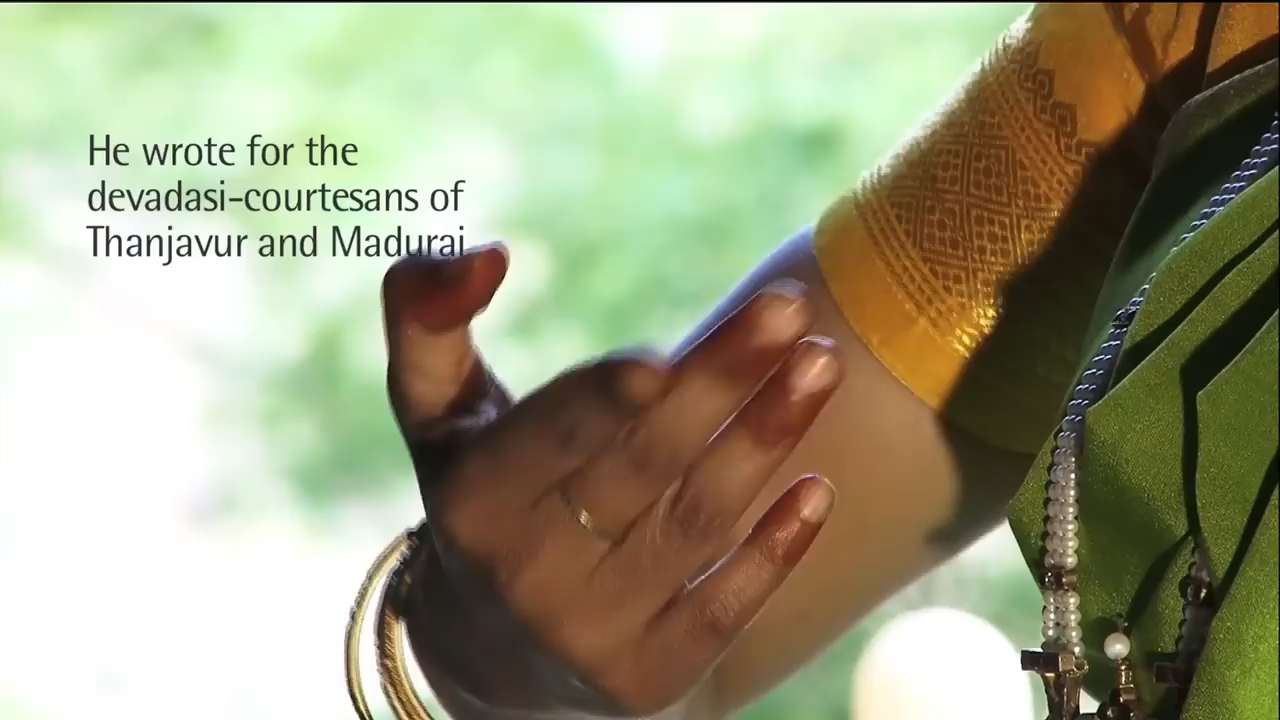 He wrote for the
devadasi-courtesans of
Thanjavur and Madurai